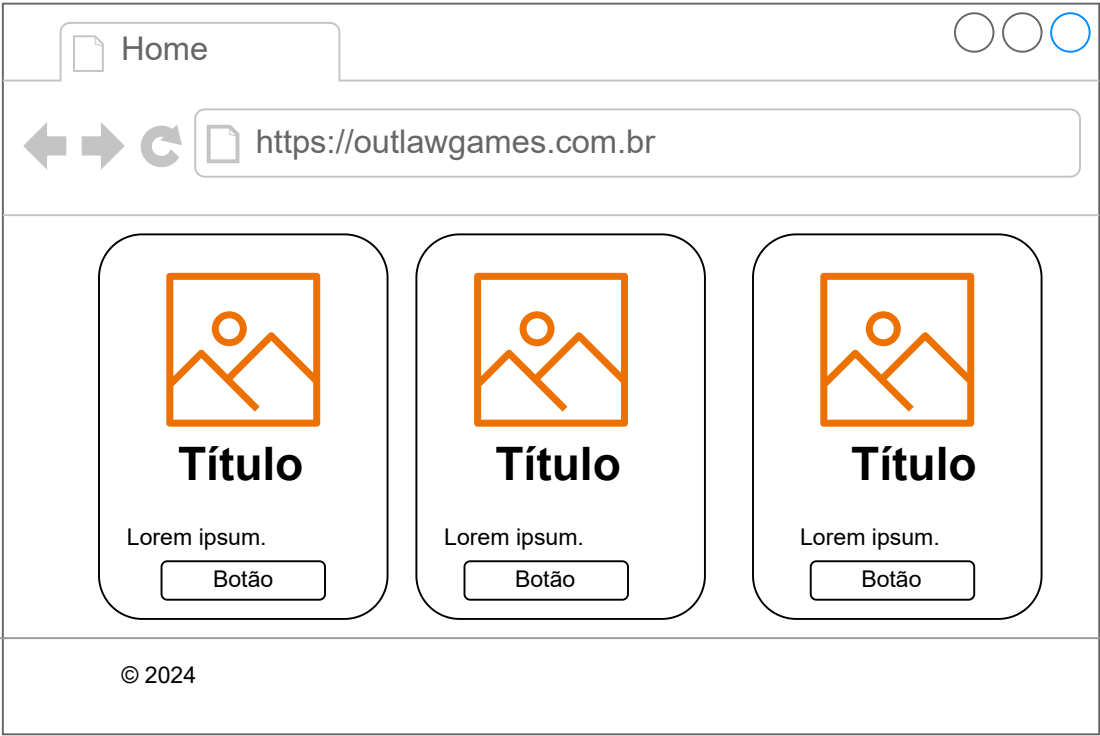 Home
https://outlawgames.com.br
Título
Título
Título
Lorem ipsum.
Lorem ipsum.
Lorem ipsum.
Botão
Botão
Botão
© 2024